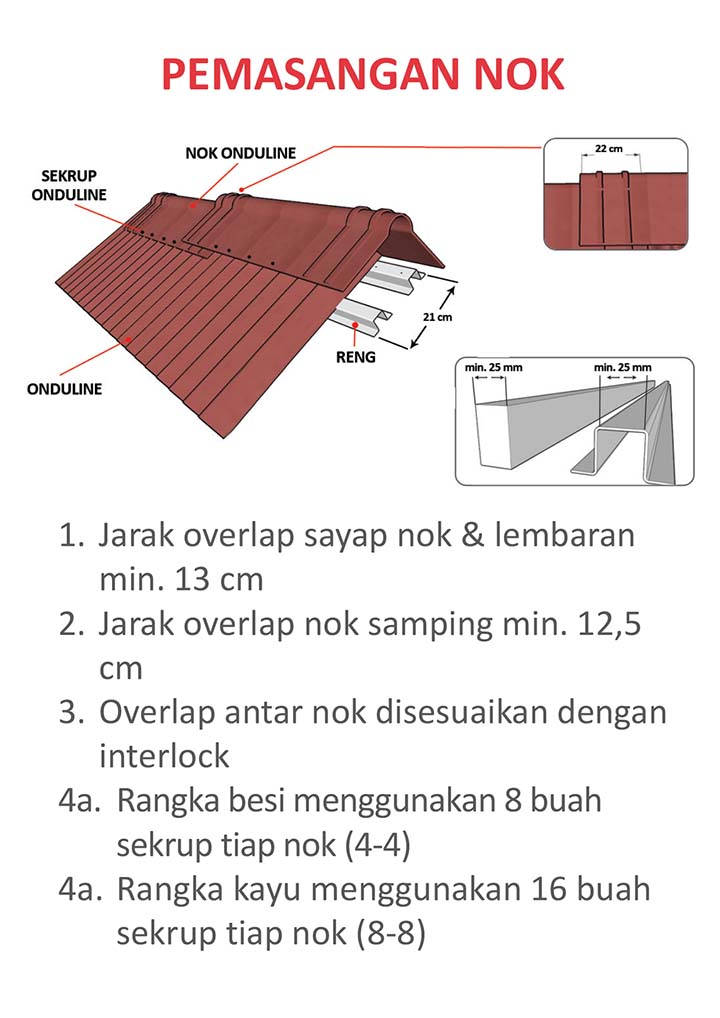 PEMASANGAN NOK
NOK ONDULINE
SEKRUP
ONDULINE
22 cm
21 cm
RENG
ONDULINE
min. 25 mm
min. 25 mm
1. Jarak overlap sayap nok & lembaran
min. 13 cm
2. Jarak overlap nok samping min. 12,5
cm
3. Overlap antar nok disesuaikan dengan
interlock
4a. Rangka besi menggunakan 8 buah
sekrup tiap nok (4-4)
4a. Rangka kayu menggunakan 16 buah
sekrup tiap nok (8-8)